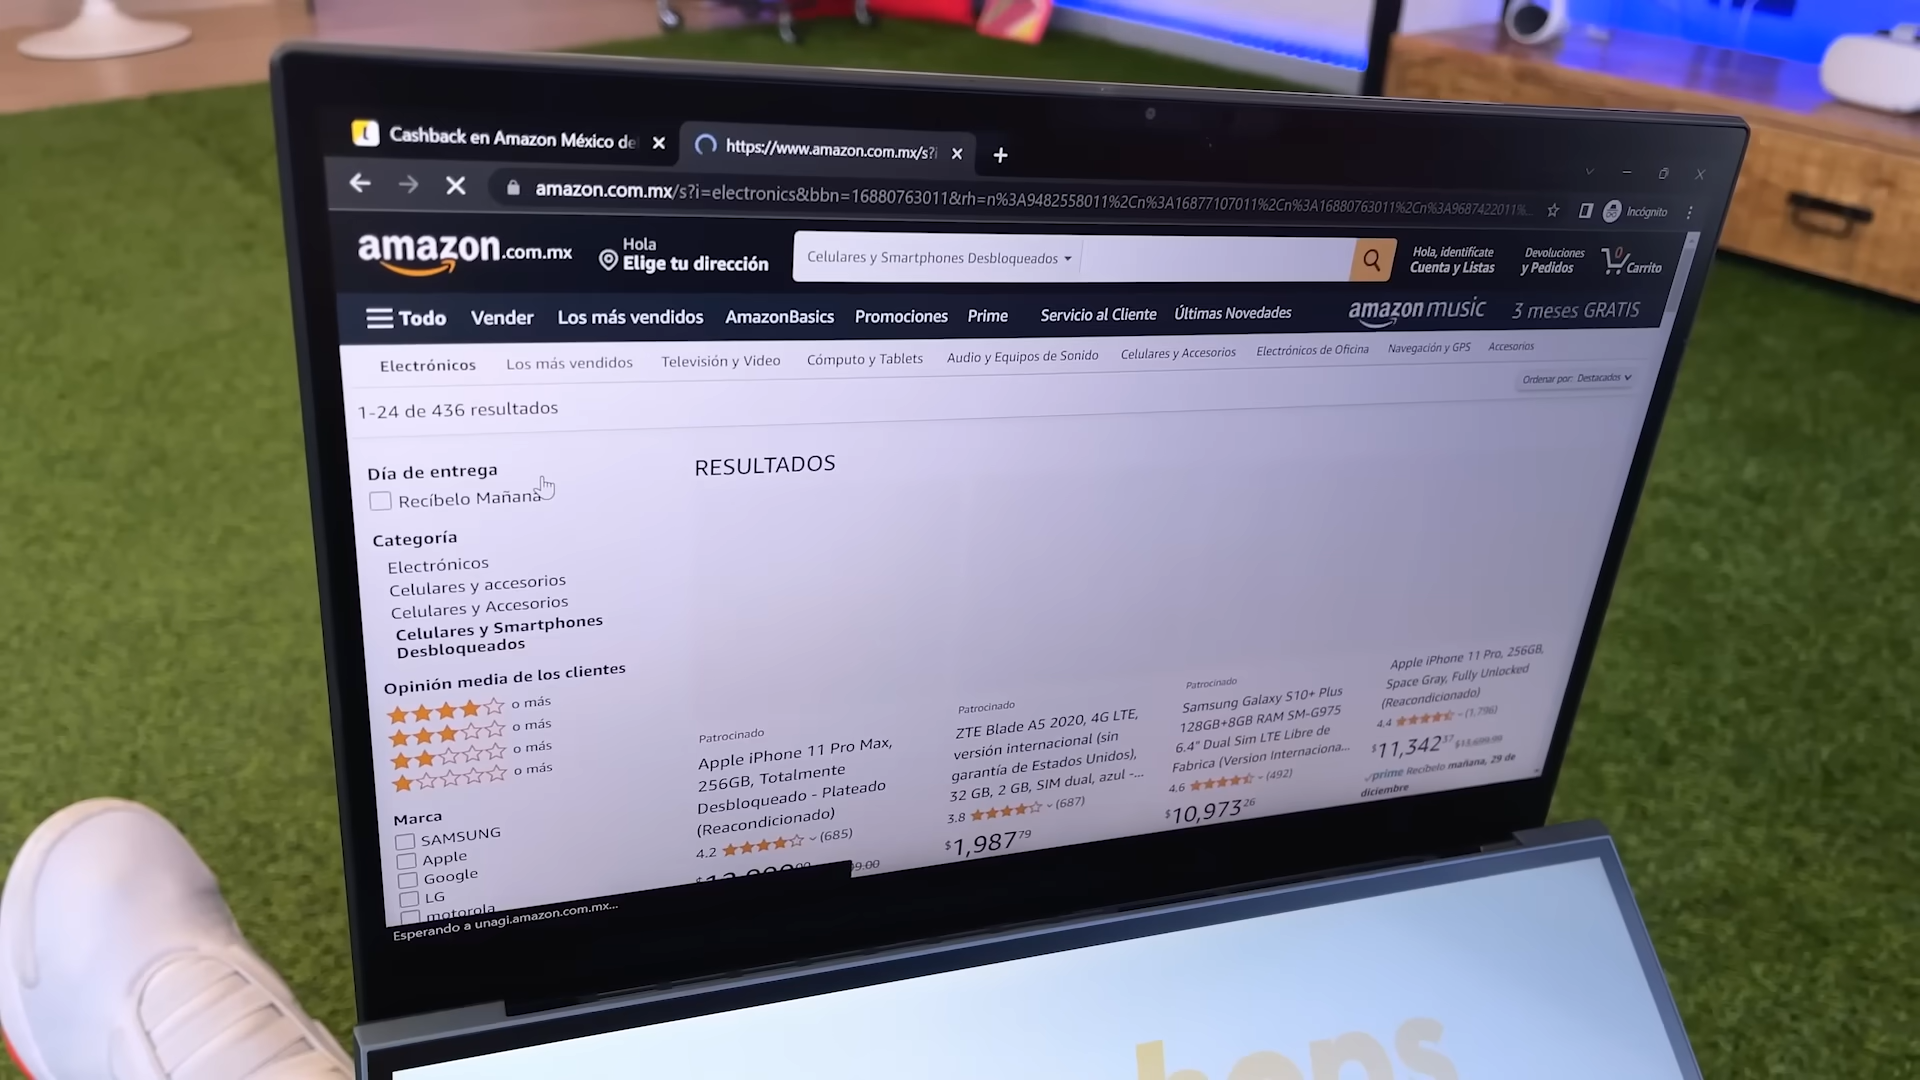 Cashback en Amazon México de
https://www.amazon.com.mx/s?i
amazon.com.mx/s?i=electronics&bbn=16880763011&rh=n%3A9482558011%2Cn%3A16877107011%2Cn%3A16880763011%2Cn%3A9687422011%...
Incógnito
amazon.com.mx
Hola
Elige tu dirección
Celulares y Smartphones Desbloqueados
Hola, identifícate
Cuenta y Listas
Devoluciones
y Pedidos
0
Carrito
Todo Vender Los más vendidos AmazonBasics Promociones Prime Servicio al Cliente Últimas Novedades
amazon music 3 meses GRATIS
Electrónicos Los más vendidos Televisión y Video Cómputo y Tablets Audio y Equipos de Sonido Celulares y Accesorios Electrónicos de Oficina Navegación y GPS Accesorios
1-24 de 436 resultados
Ordenar por: Destacados
Día de entrega
Recíbelo Mañana
Categoría
Electrónicos
Celulares y accesorios
Celulares y Accesorios
Celulares y Smartphones
Desbloqueados
Opinión media de los clientes
o más
o más
o más
o más
Marca
SAMSUNG
Apple
Google
LG
motorola
Esperando a unagi.amazon.com.mx...
RESULTADOS
Patrocinado
Apple iPhone 11 Pro Max,
256GB, Totalmente
Desbloqueado - Plateado
(Reacondicionado)
4.2 (685)
Patrocinado
ZTE Blade A5 2020, 4G LTE,
versión internacional (sin
garantía de Estados Unidos),
32 GB, 2 GB, SIM dual, azul -...
3.8 (687)
$1,98779
Patrocinado
Samsung Galaxy S10+ Plus
128GB+8GB RAM SM-G975
6.4" Dual Sim LTE Libre de
Fabrica (Version Internaciona...
4.6 (492)
$10,97326
Apple iPhone 11 Pro, 256GB,
Space Gray, Fully Unlocked
(Reacondicionado)
4.4 (1,796)
$11,34237
prime Recíbelo mañana, 29 de
diciembre
hops